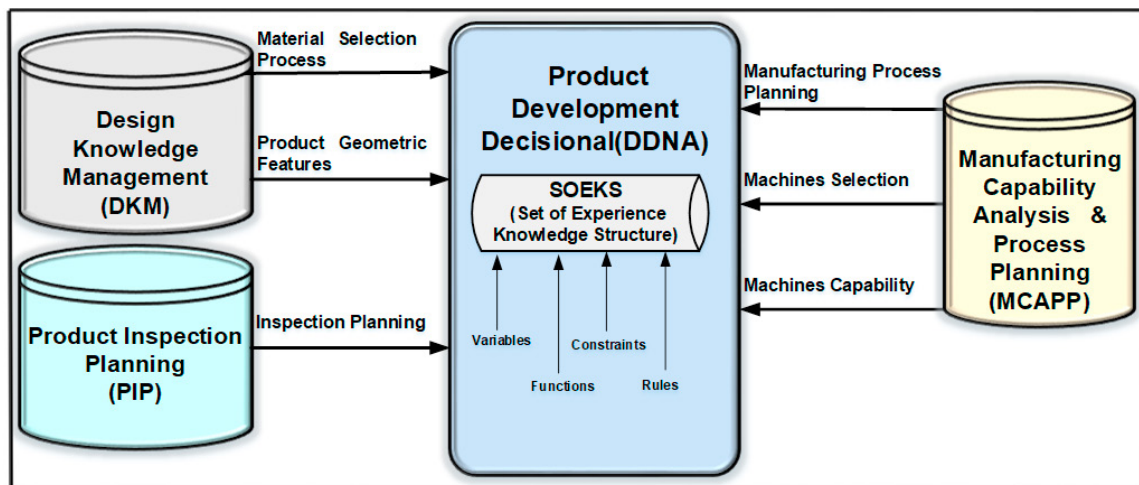 Material Selection
Process
Design
Knowledge
Management
(DKM)
Product Geometric
Features
Product Inspection
Planning
(PIP)
Inspection Planning
Product
Development
Decisional(DDNA)
SOEKS
(Set of Experience
Knowledge Structure)
Variables
Constraints
Functions
Rules
Manufacturing Process
Planning
Machines Selection
Machines Capability
Manufacturing
Capability
Analysis &
Process
Planning
(MCAPP)